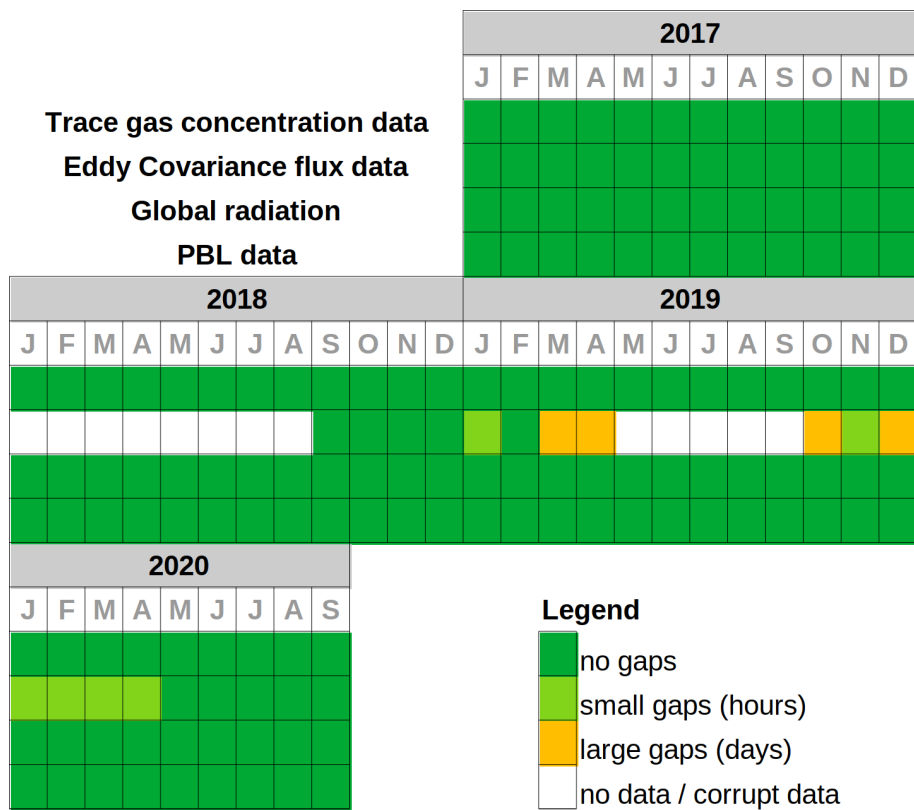 2017
J F M A M J J A S O N D
Trace gas concentration data
Eddy Covariance flux data
Global radiation
PBL data
2018 2019
J F M A M J J A S O N D J F M A M J J A S O N D
2020
J F M A M J J A S
Legend
no gaps
small gaps (hours)
large gaps (days)
no data / corrupt data